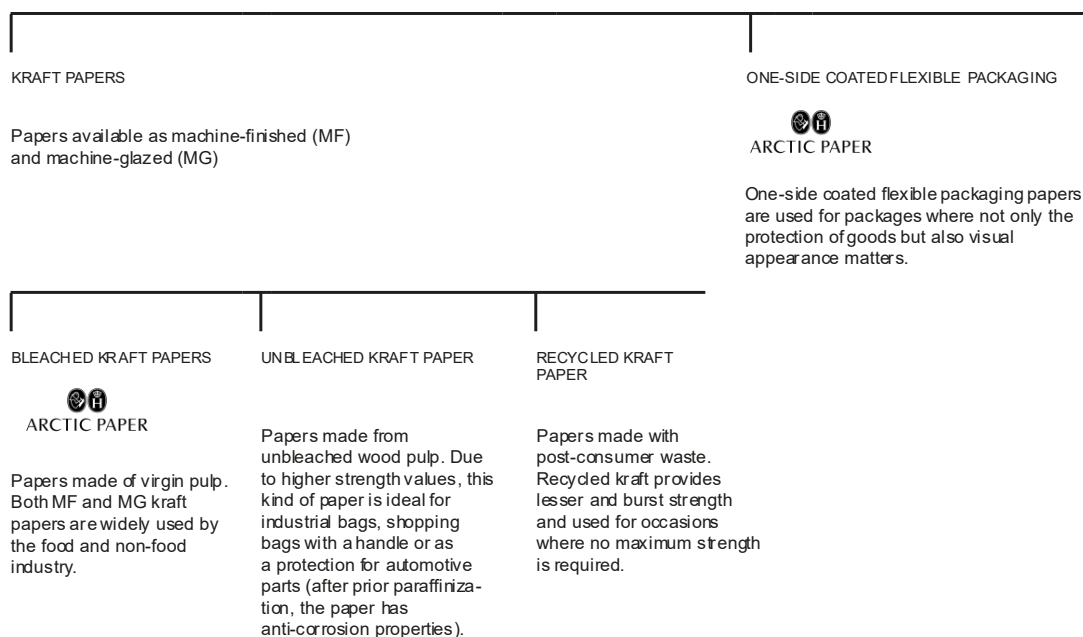 KRAFT PAPERS
Papers available as machine-finished (MF)
and machine-glazed (MG)
ONE-SIDE COATED FLEXIBLE PACKAGING
H
ARCTIC PAPER
One-side coated flexible packaging papers
are used for packages where not only the
protection of goods but also visual
appearance matters.
BLEACHED KRAFT PAPERS
H
ARCTIC PAPER
Papers made of virgin pulp.
Both MF and MG kraft
papers are widely used by
the food and non-food
industry.
UNBLEACHED KRAFT PAPER
Papers made from
unbleached wood pulp. Due
to higher strength values, this
kind of paper is ideal for
industrial bags, shopping
bags with a handle or as
a protection for automotive
parts (after prior paraffiniza-
tion, the paper has
anti-corrosion properties).
RECYCLED KRAFT
PAPER
Papers made with
post-consumer waste.
Recycled kraft provides
lesser and burst strength
and used for occasions
where no maximum strength
is required.